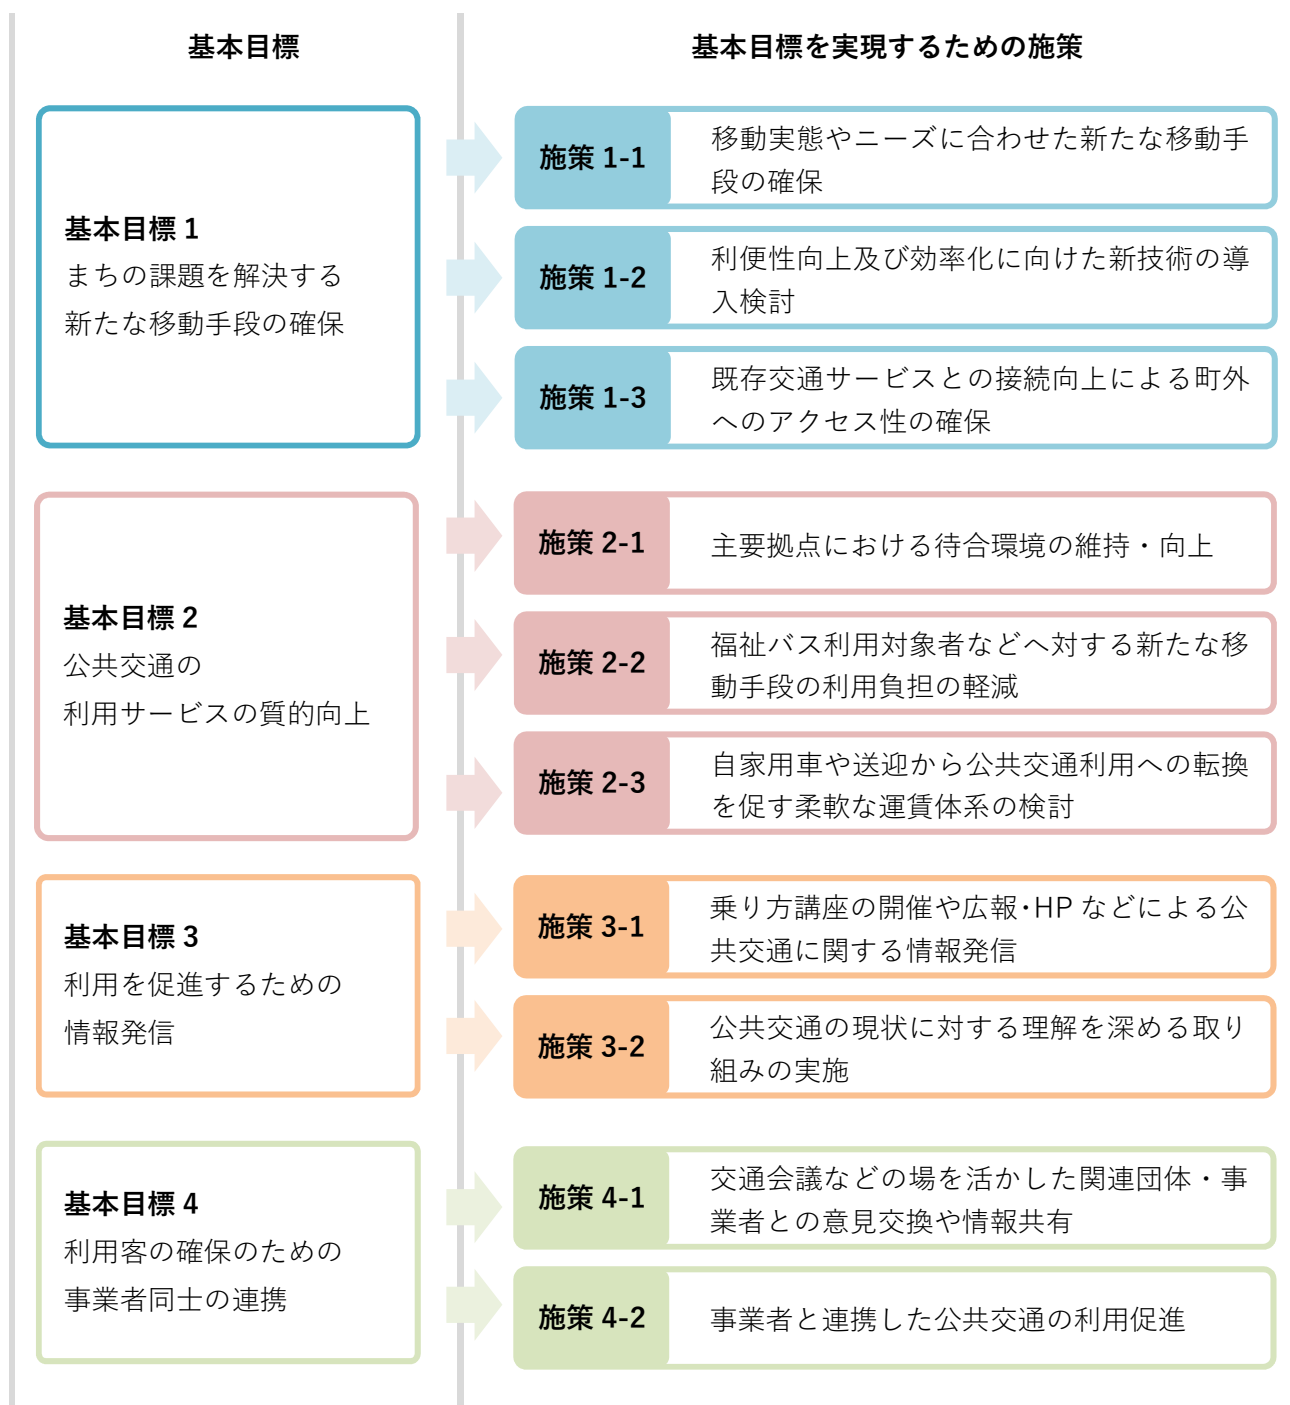 基本目標
基本目標を実現するための施策
基本目標 1
まちの課題を解決する
新たな移動手段の確保
施策 1-1
移動実態やニーズに合わせた新たな移動手
段の確保
施策 1-2
利便性向上及び効率化に向けた新技術の導
入検討
施策 1-3
既存交通サービスとの接続向上による町外
へのアクセス性の確保
基本目標 2
公共交通の
利用サービスの質的向上
施策 2-1
主要拠点における待合環境の維持・向上
施策 2-2
福祉バス利用対象者などへ対する新たな移
動手段の利用負担の軽減
施策 2-3
自家用車や送迎から公共交通利用への転換
を促す柔軟な運賃体系の検討
基本目標 3
利用を促進するための
情報発信
施策 3-1
乗り方講座の開催や広報・HP などによる公
共交通に関する情報発信
施策 3-2
公共交通の現状に対する理解を深める取り
組みの実施
基本目標 4
利用客の確保のための
事業者同士の連携
施策 4-1
交通会議などの場を活かした関連団体・事
業者との意見交換や情報共有
施策 4-2
事業者と連携した公共交通の利用促進